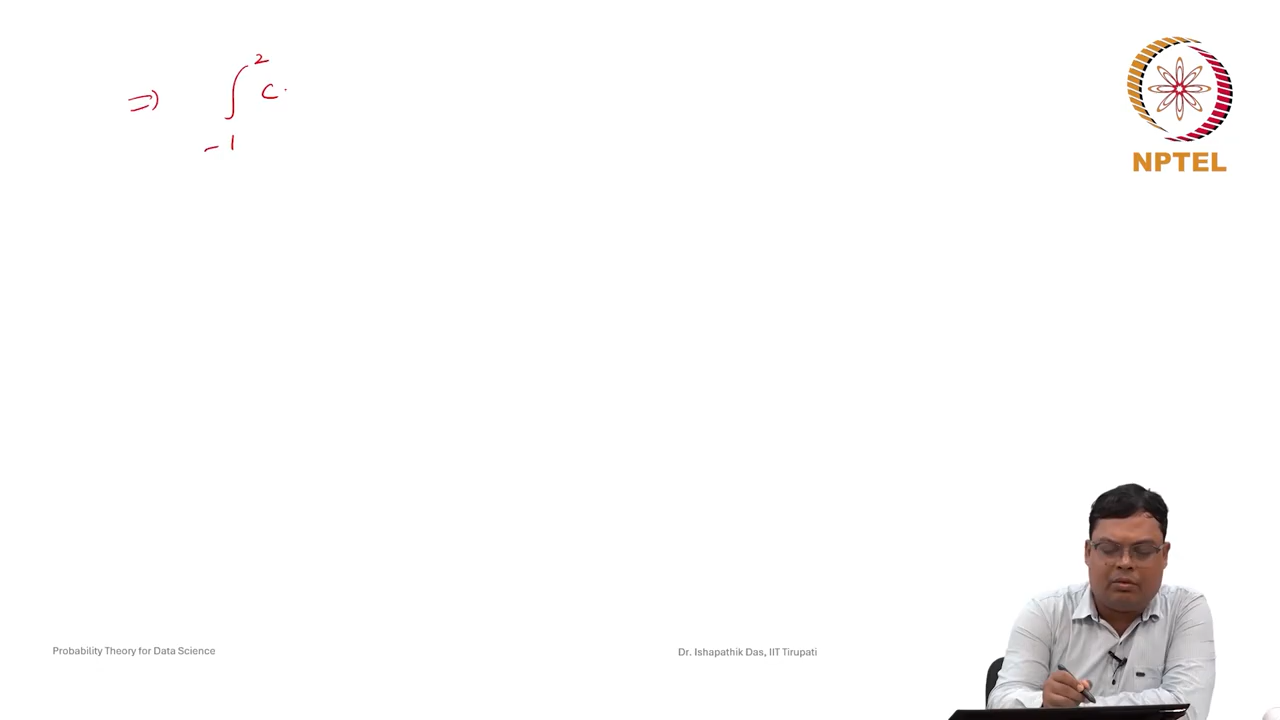 ⇒ ∫_{-1}^{2} c.
NPTEL
Probability Theory for Data Science
Dr. Ishapathik Das, IIT Tirupati